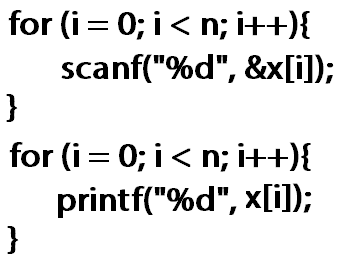 for (i = 0; i < n; i++){
scanf("%d", &x[i]);
}
for (i = 0; i < n; i++){
printf("%d", x[i]);
}